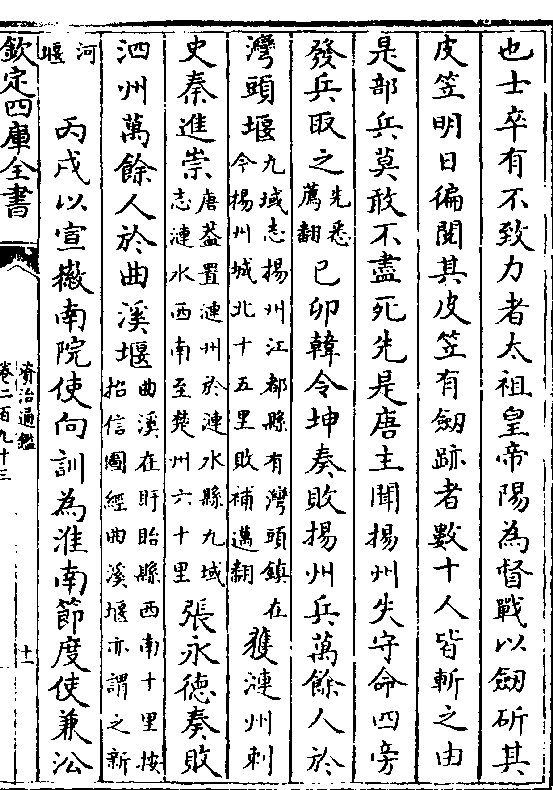 也士卒有不致力者太祖皇帝陽為督戰以劒斫其
皮笠明日徧閲其皮笠有劒跡者數十人皆斬之由
是部兵莫敢不盡死先是唐主聞揚州失守命四旁
發兵取之先悉薦翻己卯韓令坤奏敗揚州兵萬餘人於
灣頭堰九域志揚州江都縣有灣頭鎮在今揚州城北十五里敗補邁翻獲漣州刺
史秦進崇唐葢置漣州於漣水縣九域志漣水西南至楚州六十里張永德奏敗
泗州萬餘人於曲溪堰曲溪在盱眙縣西南十里按招信圖經曲溪堰亦謂之新
河堰
丙戌以宣徽南院使向訓為淮南節度使兼㳂
欽定四庫全書
資治通鑑
卷二百九十三
十一